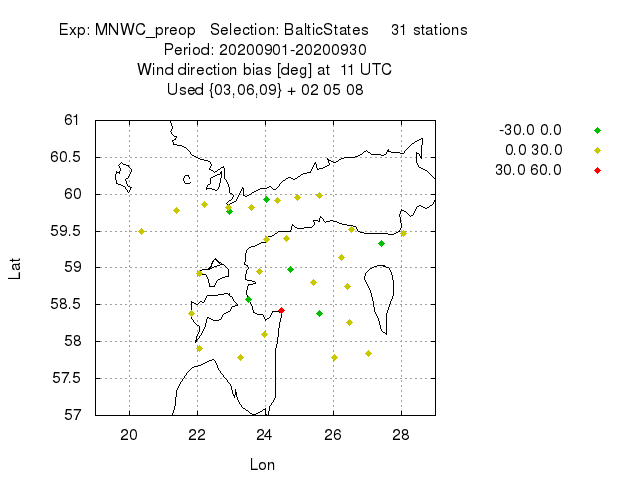 Exp: MNWC_preop   Selection: BalticStates     31 stations
Period: 20200901-20200930
Wind direction bias [deg] at  11 UTC
Used {03,06,09} + 02 05 08
-30.0 0.0
0.0 30.0
30.0 60.0
61
60.5
60
59.5
59
58.5
58
57.5
57
Lat
20 22 24 26 28
Lon